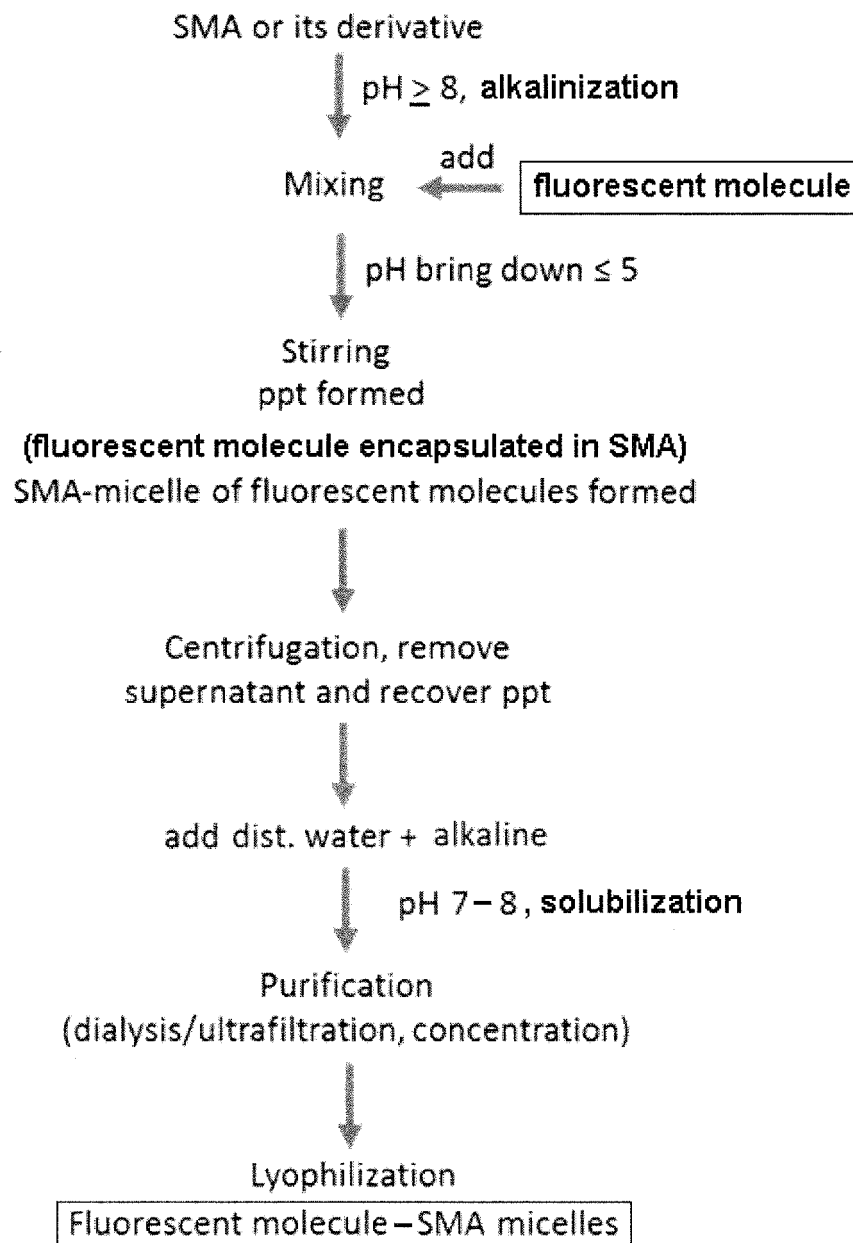 SMA or its derivative
pH ≥ 8, alkalinization
add
Mixing
fluorescent molecule
pH bring down ≤ 5
Stirring
ppt formed
(fluorescent molecule encapsulated in SMA)
SMA-micelle of fluorescent molecules formed
Centrifugation, remove
supernatant and recover ppt
add dist. water + alkaline
pH 7–8, solubilization
Purification
(dialysis/ultrafiltration, concentration)
Lyophilization
Fluorescent molecule–SMA micelles